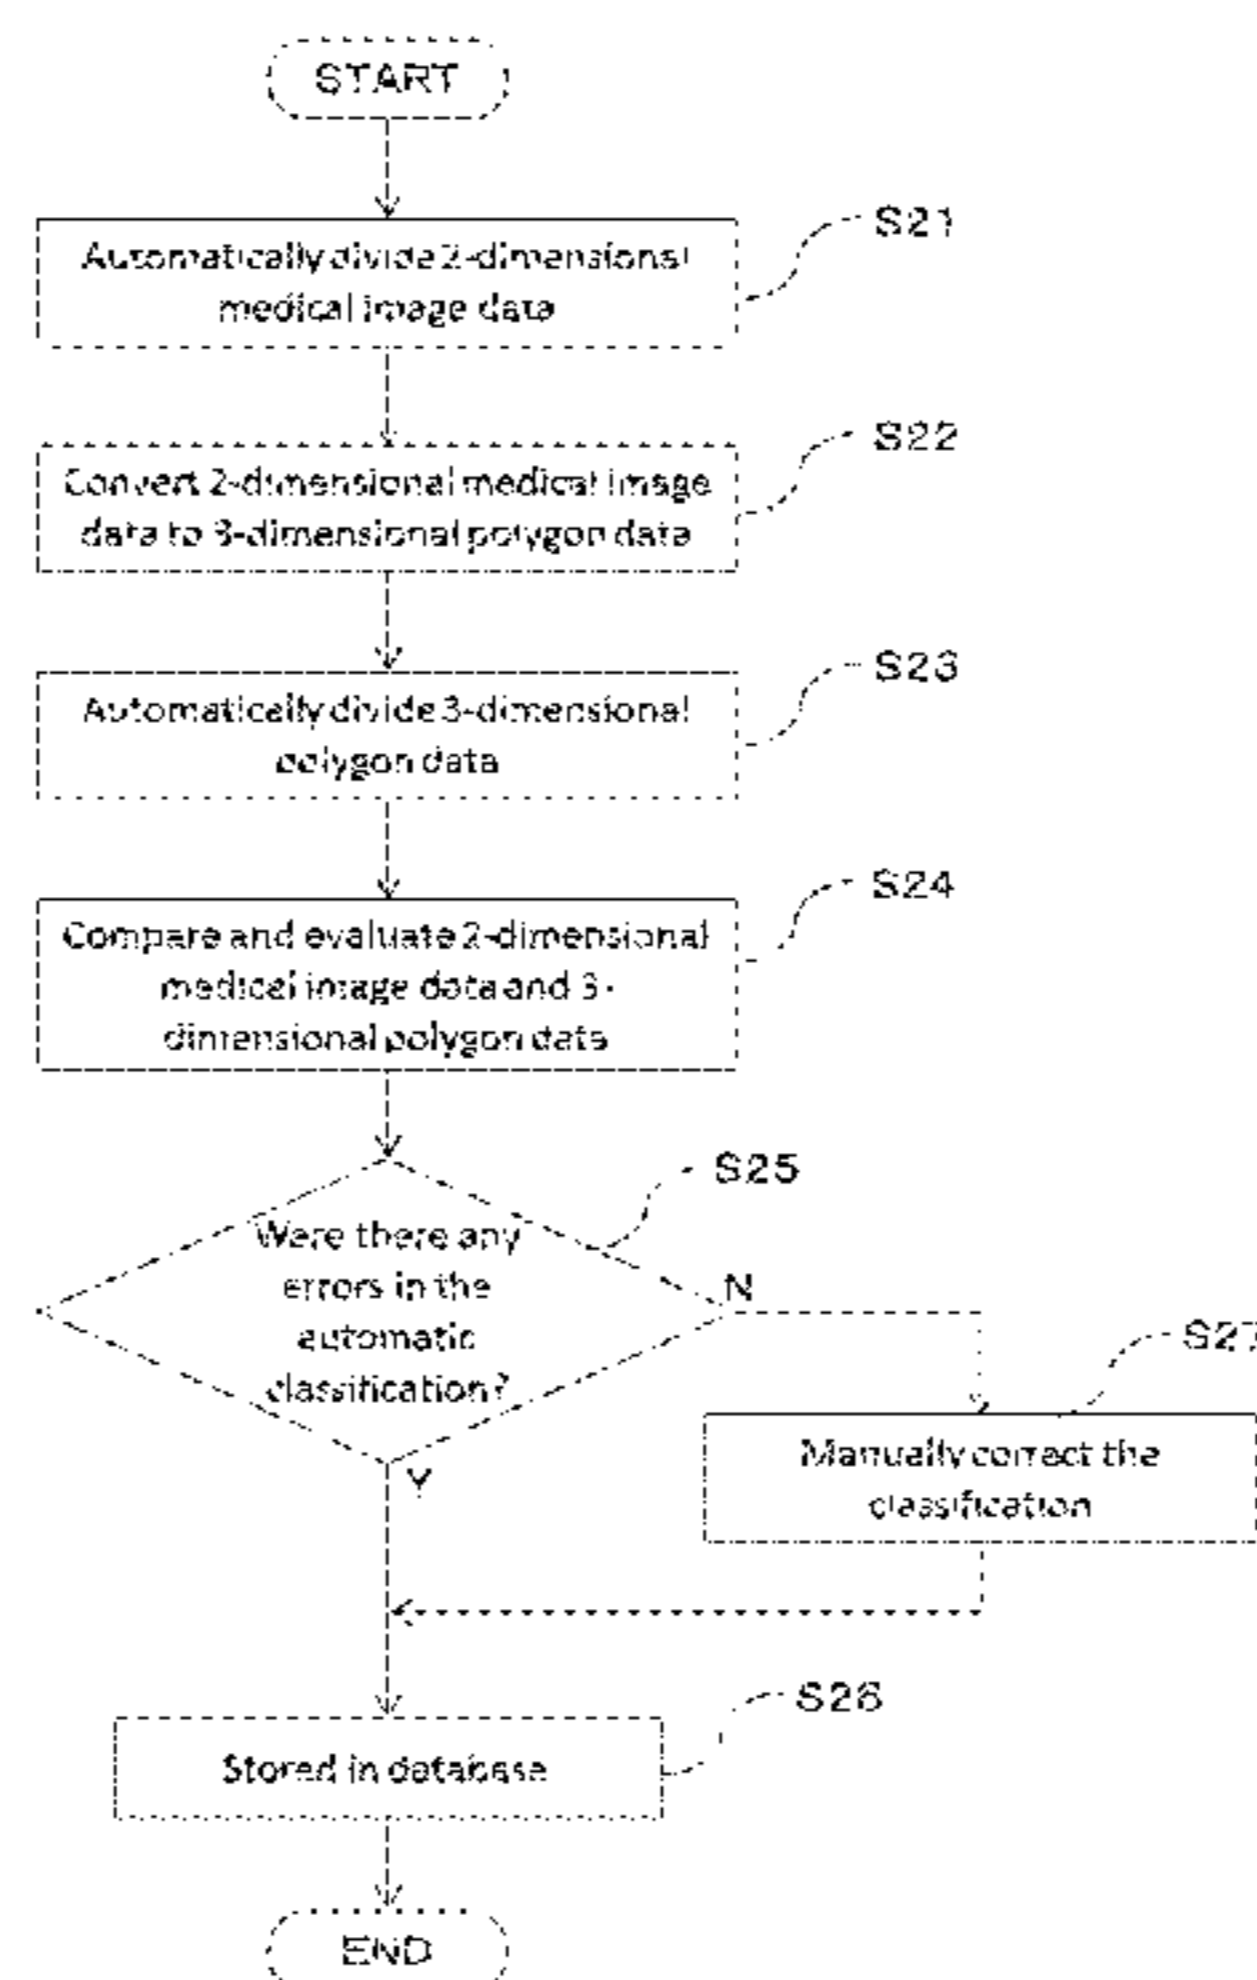 START
Automatically divide 2-dimensional
medical image data
S21
Convert 2-dimensional medical image
data to 3-dimensional polygon data
S22
Automatically divide 3-dimensional
polygon data
S23
Compare and evaluate 2-dimensional
medical image data and 3-
dimensional polygon data
S24
Were there any
errors in the
automatic
classification?
S25
N
Y
Manually correct the
classification
S27
Stored in database
S26
END